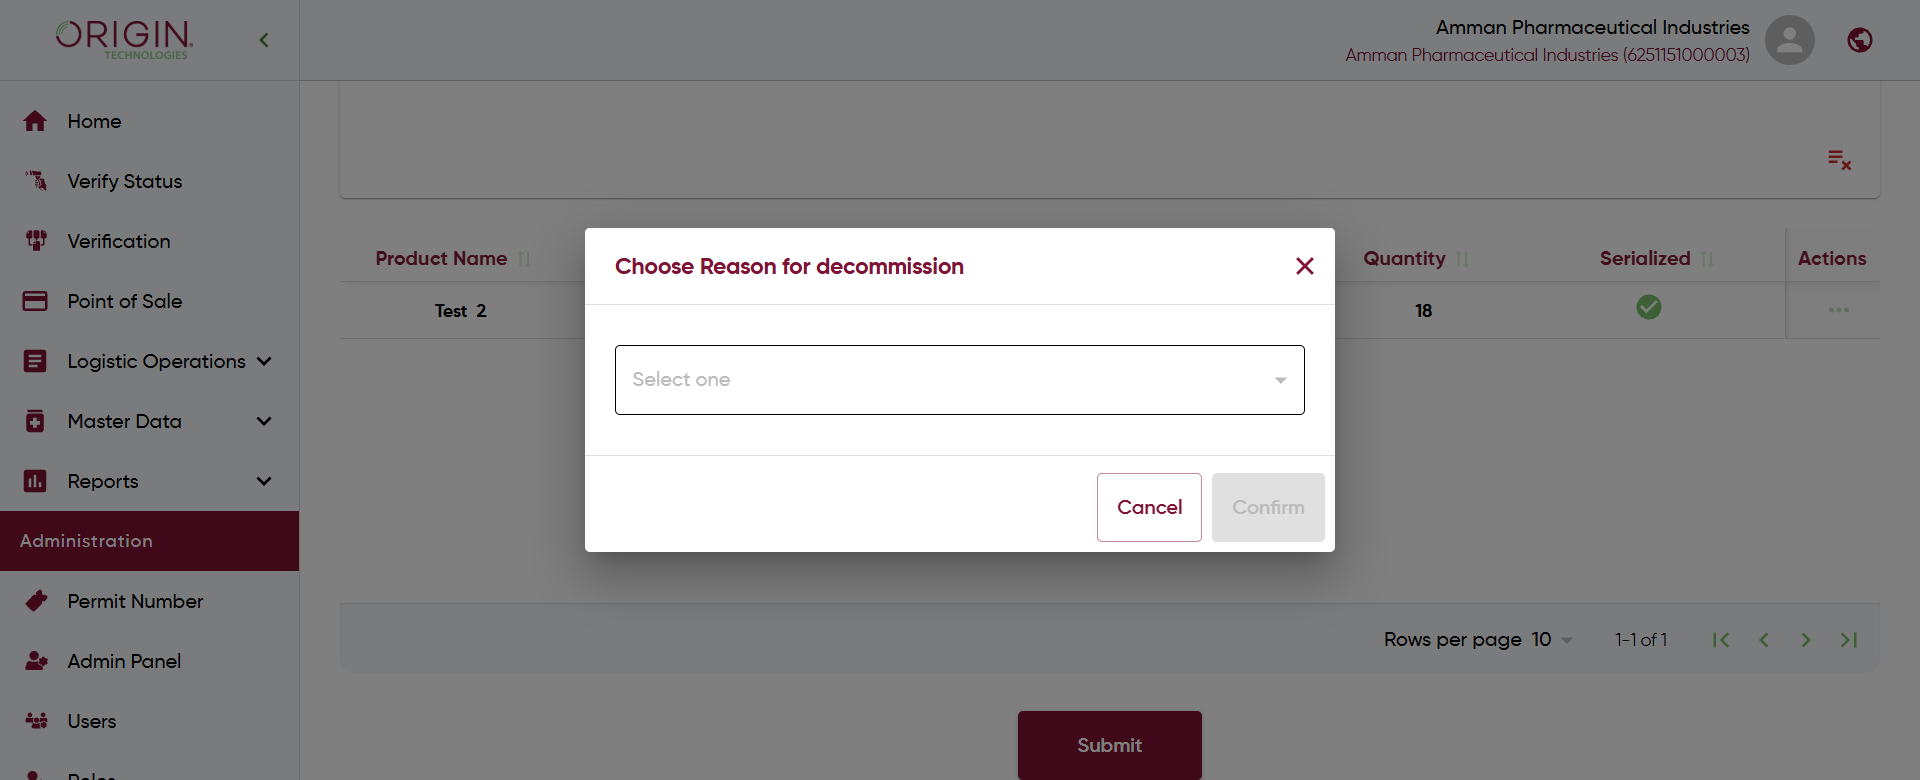 ORIGIN
TECHNOLOGIES
Amman Pharmaceutical Industries
Amman Pharmaceutical Industries (6251151000003)
Home
Verify Status
Verification
Point of Sale
Logistic Operations
Master Data
Reports
Administration
Permit Number
Admin Panel
Users
Roles
Product Name
Quantity
Serialized
Actions
Test 2
18
Choose Reason for decommission
Select one
Cancel
Confirm
Rows per page 10
1-1 of 1
Submit